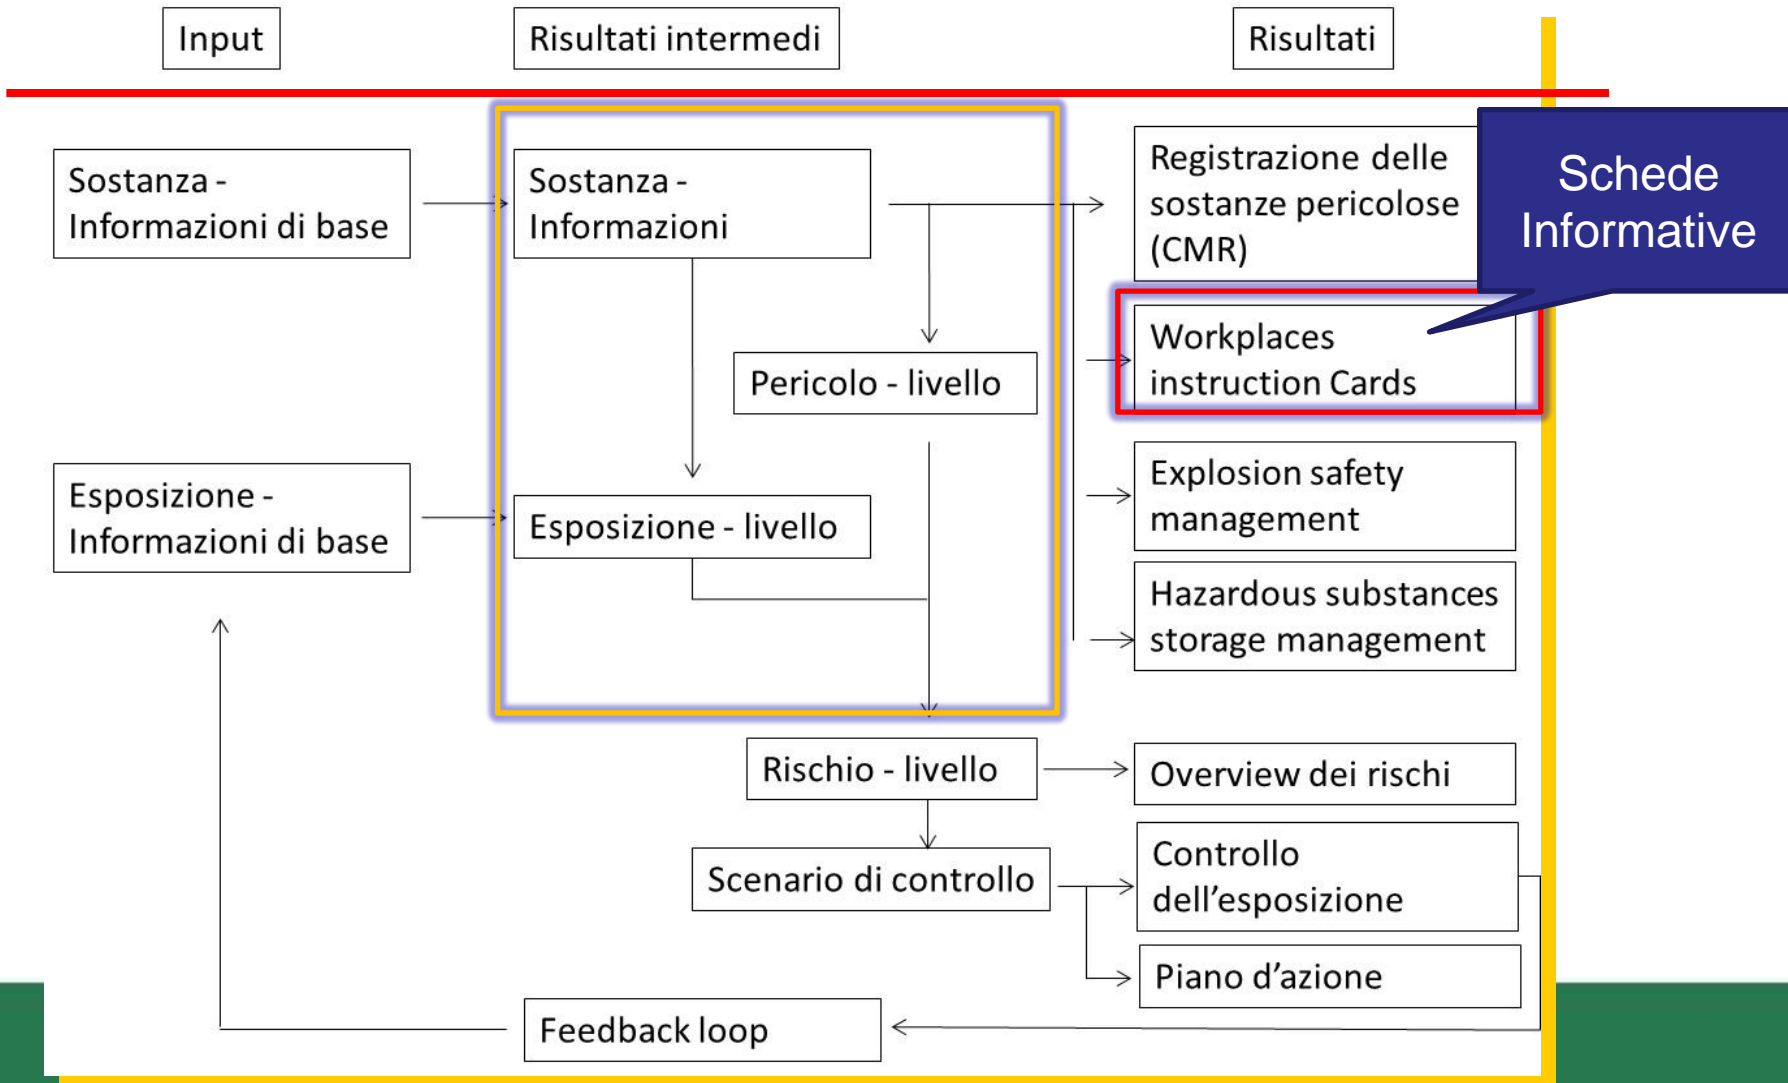 Input
Risultati intermedi
Risultati
Sostanza -
Informazioni di base
Sostanza -
Informazioni
Registrazione delle
sostanze pericolose
(CMR)
Schede
Informative
Workplaces
instruction Cards
Pericolo - livello
Explosion safety
management
Esposizione -
Informazioni di base
Esposizione - livello
Hazardous substances
storage management
Rischio - livello
Overview dei rischi
Scenario di controllo
Controllo
dell’esposizione
Piano d’azione
Feedback loop